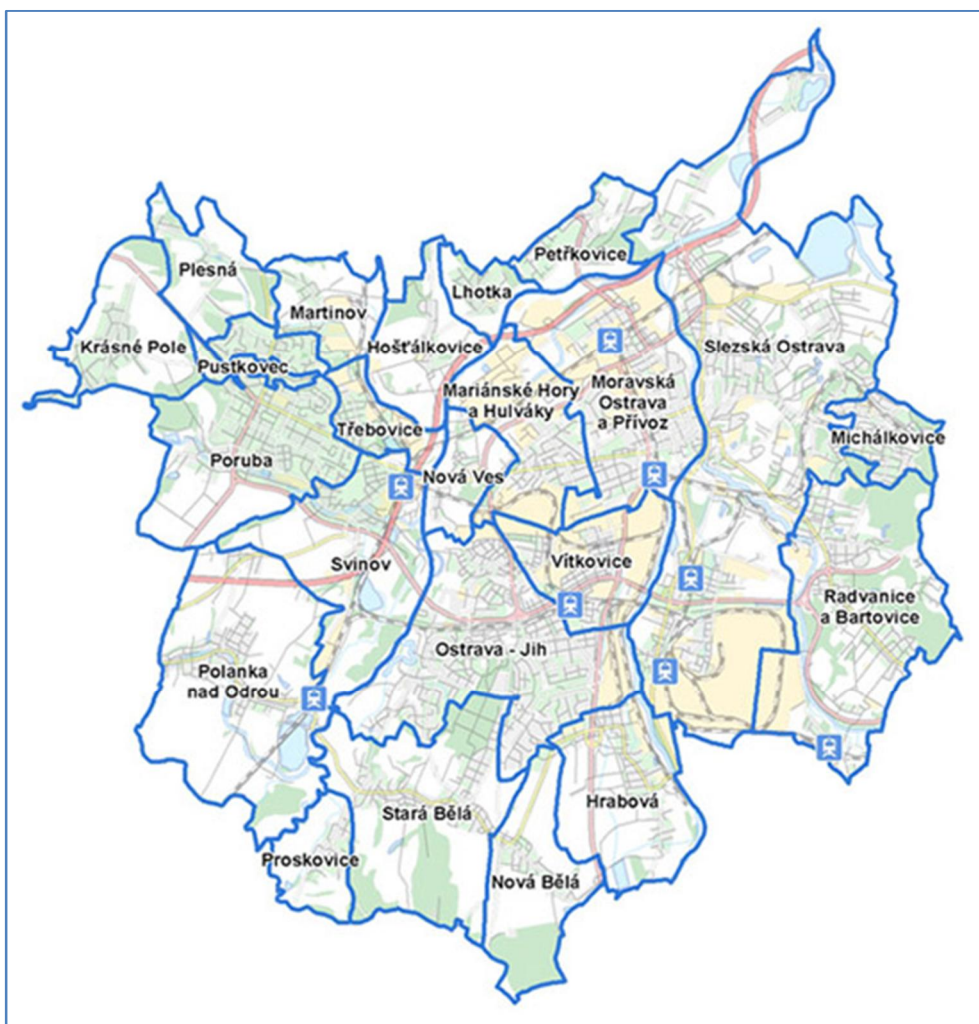 Petřkovice
Plesná
Lhotka
Martinov
Krásné Pole
Hošťálkovice
Slezská Ostrava
Pustkovec
Mariánské Hory
a Hulváky
Moravská
Ostrava
a Přívoz
Třebovice
Michálkovice
Poruba
Nová Ves
Svinov
Vítkovice
Radvanice
a Bartovice
Ostrava - Jih
Polanka
nad Odrou
Hrabová
Stará Bělá
Proskovice
Nová Bělá